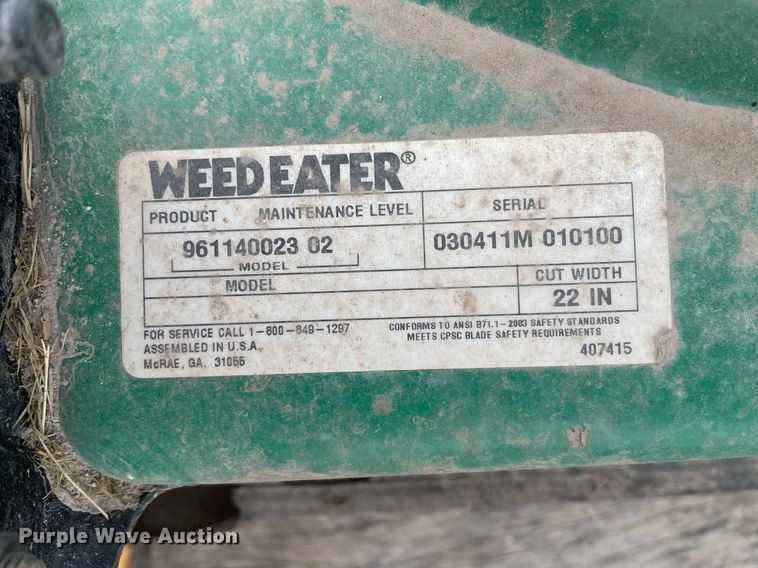 WEED EATER®
PRODUCT MAINTENANCE LEVEL SERIAL
961140023 02 030411M 010100
MODEL
MODEL CUT WIDTH
22 IN
FOR SERVICE CALL 1-800-849-1297
ASSEMBLED IN U.S.A.
McRAE, GA. 31055
CONFORMS TO ANSI B71.1-2003 SAFETY STANDARDS
MEETS CPSC BLADE SAFETY REQUIREMENTS
407415
Purple Wave Auction